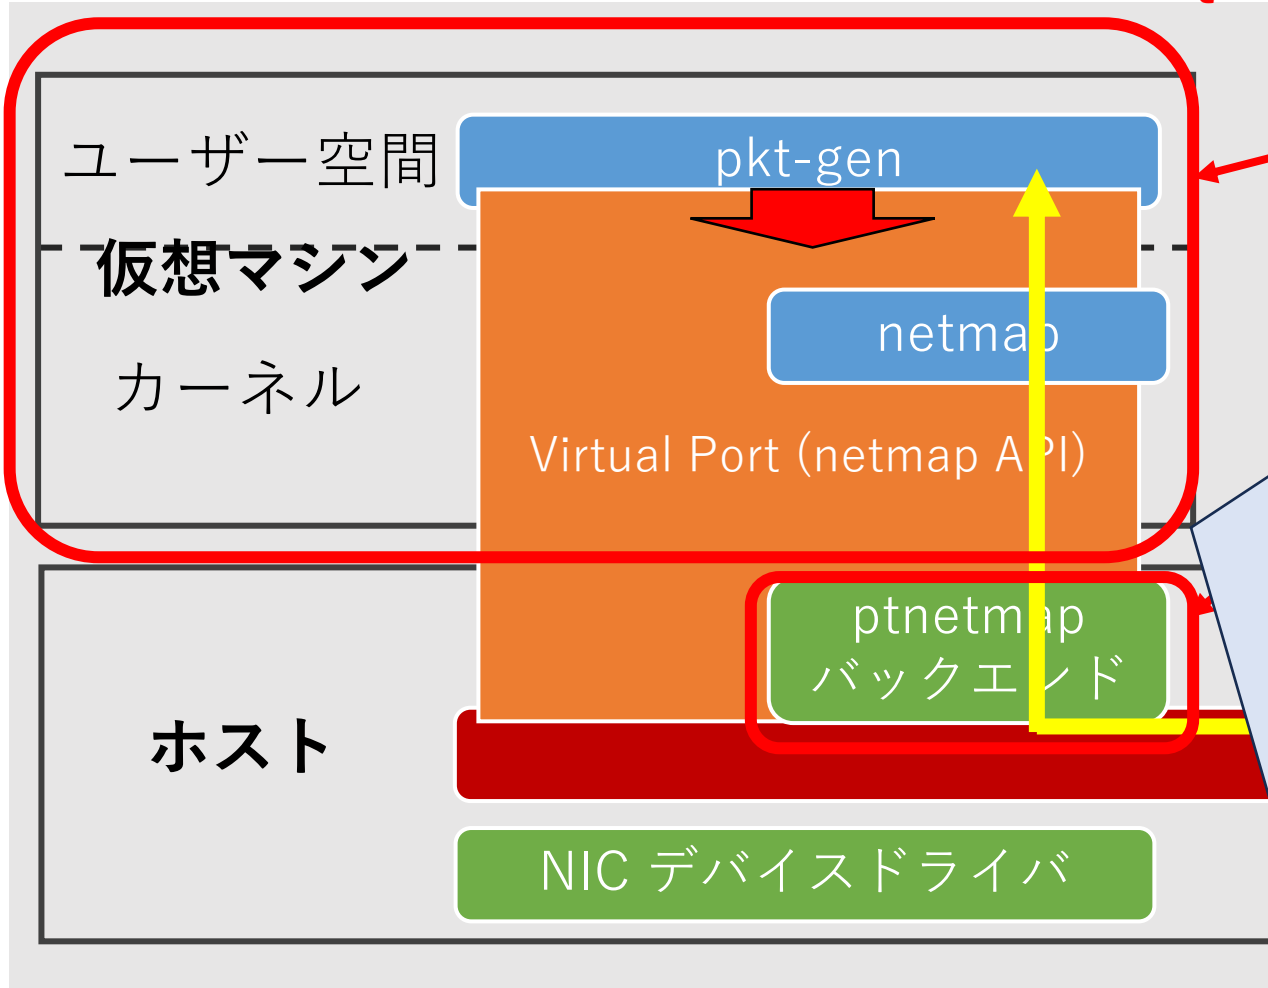 ユーザー空間
pkt-gen
仮想マシン
netmap
カーネル
Virtual Port (netmap API)
ptnetmap
バックエンド
ホスト
NIC デバイスドライバ